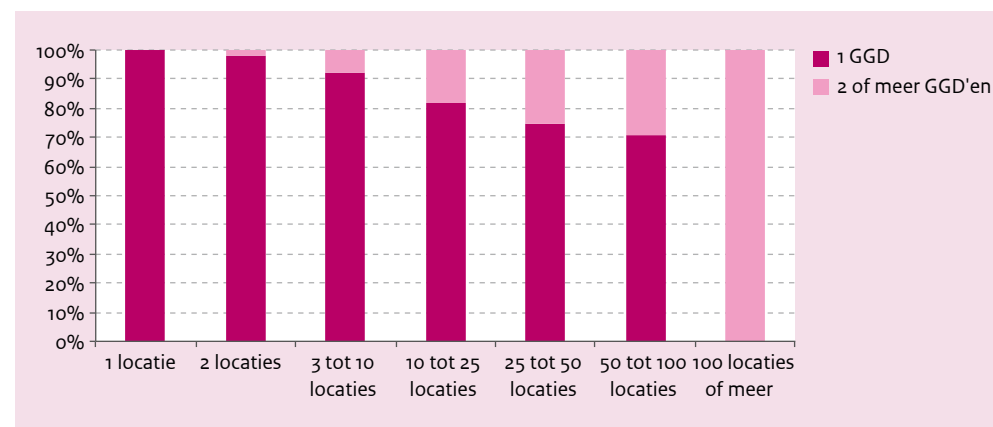 100%
90%
80%
70%
60%
50%
40%
30%
20%
10%
0%
1 locatie
2 locaties
3 tot 10
locaties
10 tot 25
locaties
25 tot 50
locaties
50 tot 100
locaties
100 locaties
of meer
1 GGD
2 of meer GGD'en